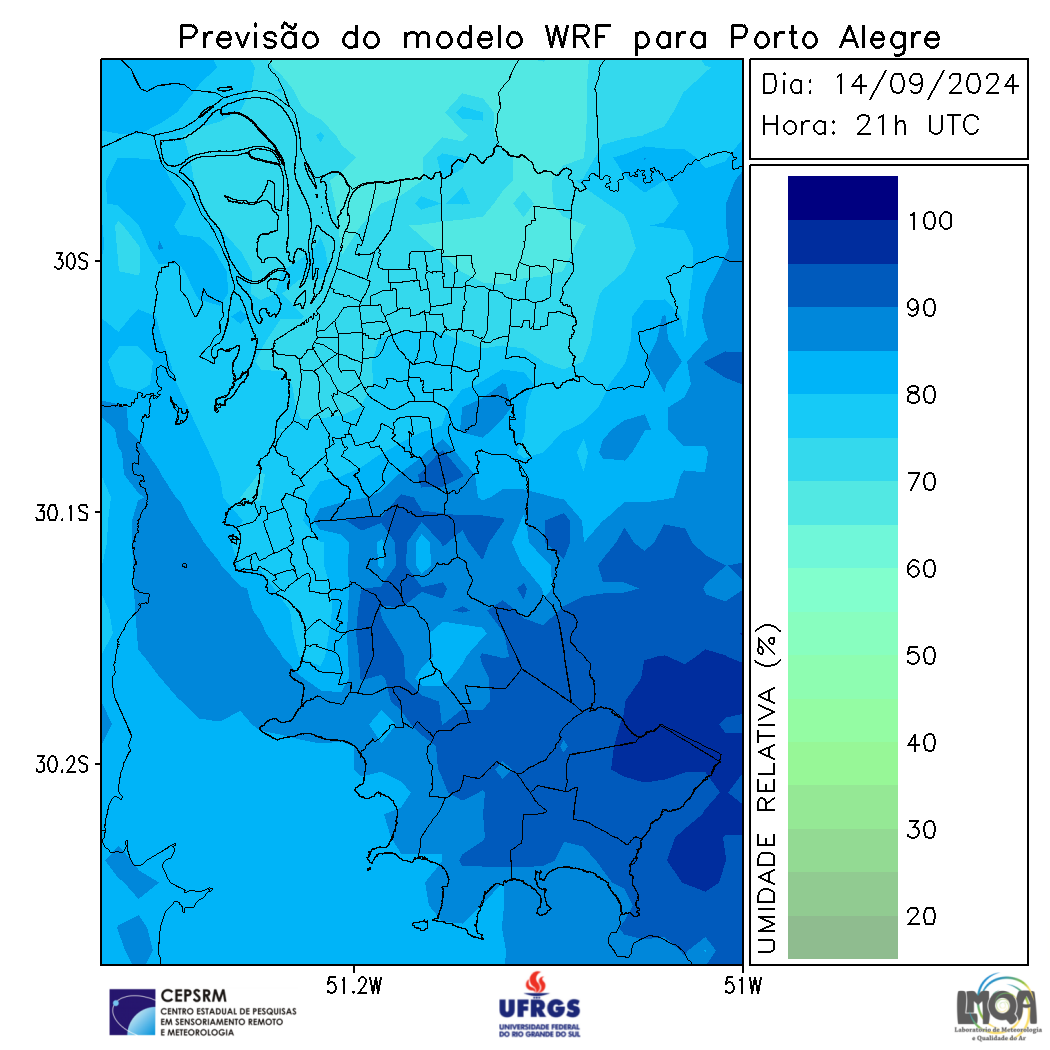 Previsão do modelo WRF para Porto Alegre
Dia: 14/09/2024
Hora: 21h UTC
100
90
80
70
60
50
40
30
20
UMIDADE RELATIVA (%)
30S
30.1S
30.2S
51.2W
51W
CEPSRM
CENTRO ESTADUAL DE PESQUISAS
EM SENSORIAMENTO REMOTO
E METEOROLOGIA
UFRGS
UNIVERSIDADE FEDERAL
DO RIO GRANDE DO SUL
LMQA
Laboratório de Meteorologia
e Qualidade do Ar